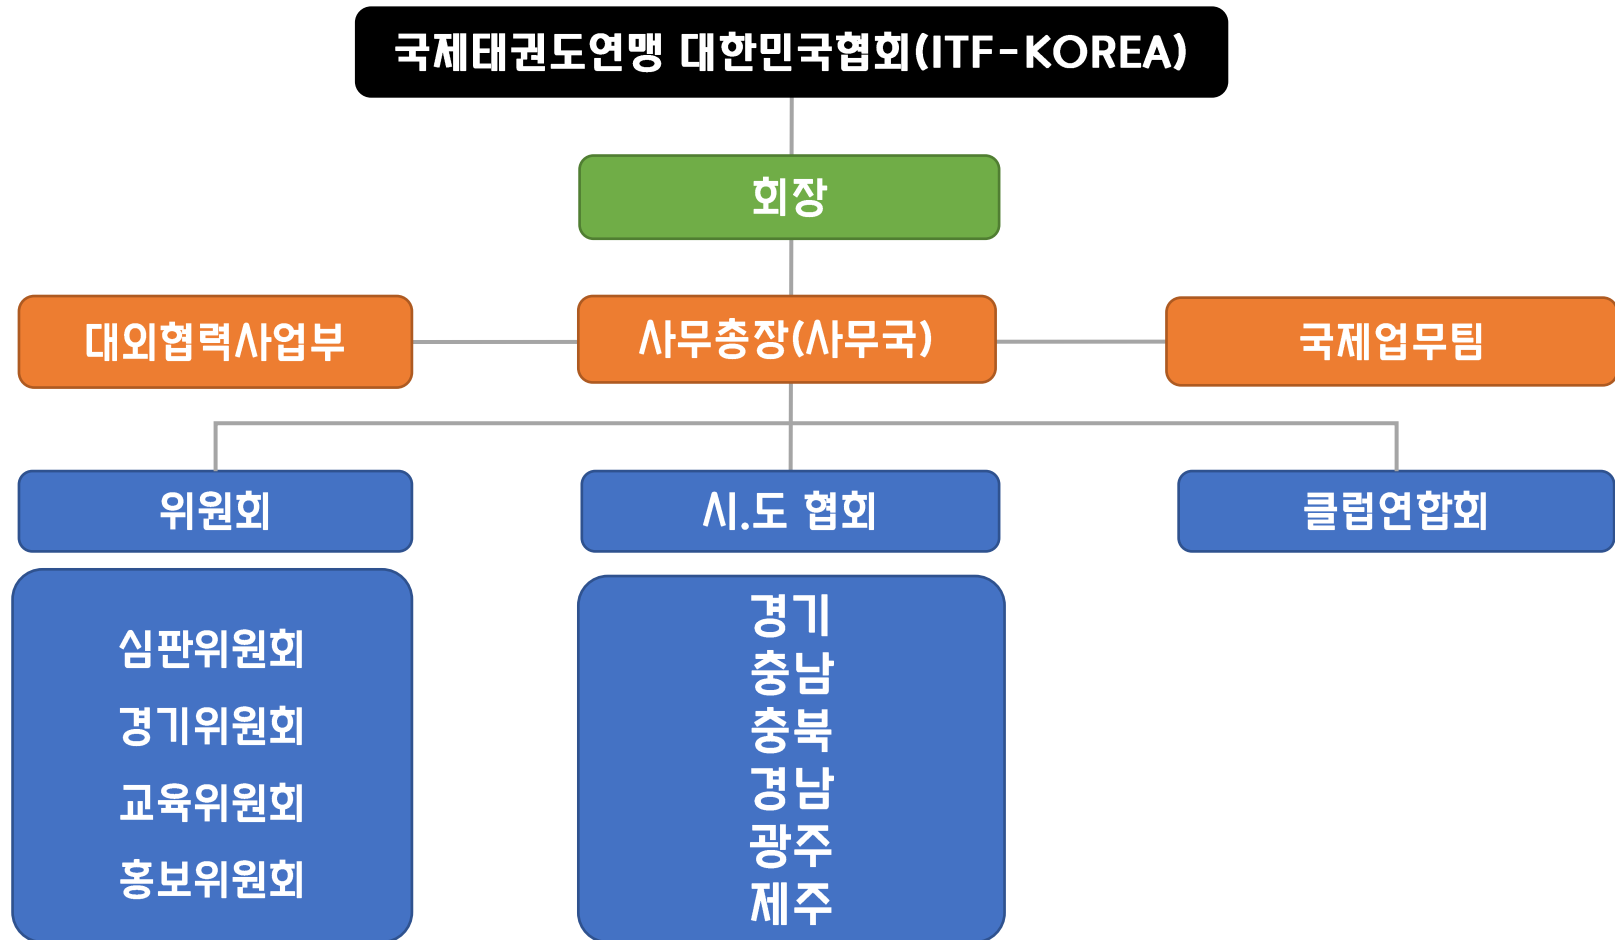 국제태권도연맹 대한민국협회(ITF-KOREA)
회장
대외협력사업부
사무총장(사무국)
국제업무팀
위원회
시.도 협회
클럽연합회
심판위원회
경기위원회
교육위원회
홍보위원회
경기
충남
충북
경남
광주
제주